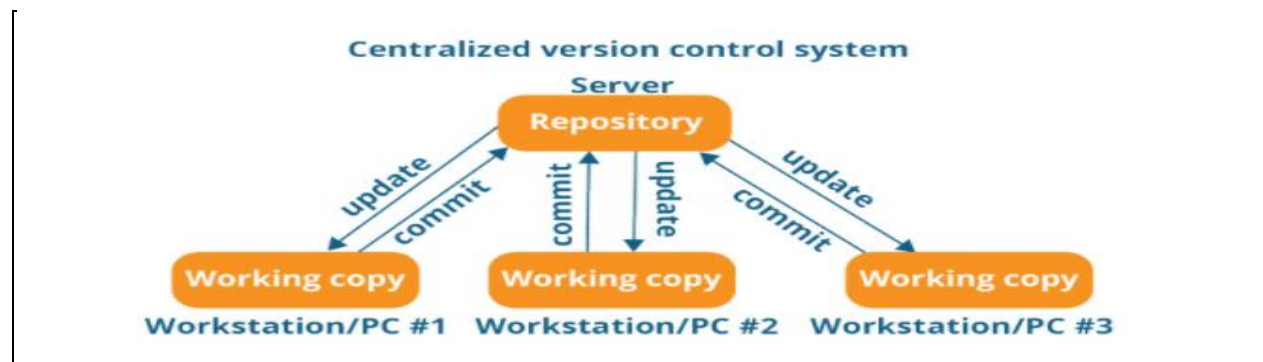 Centralized version control system
Server
Repository
update
commit
commit
update
update
commit
Working copy
Working copy
Working copy
Workstation/PC #1
Workstation/PC #2
Workstation/PC #3